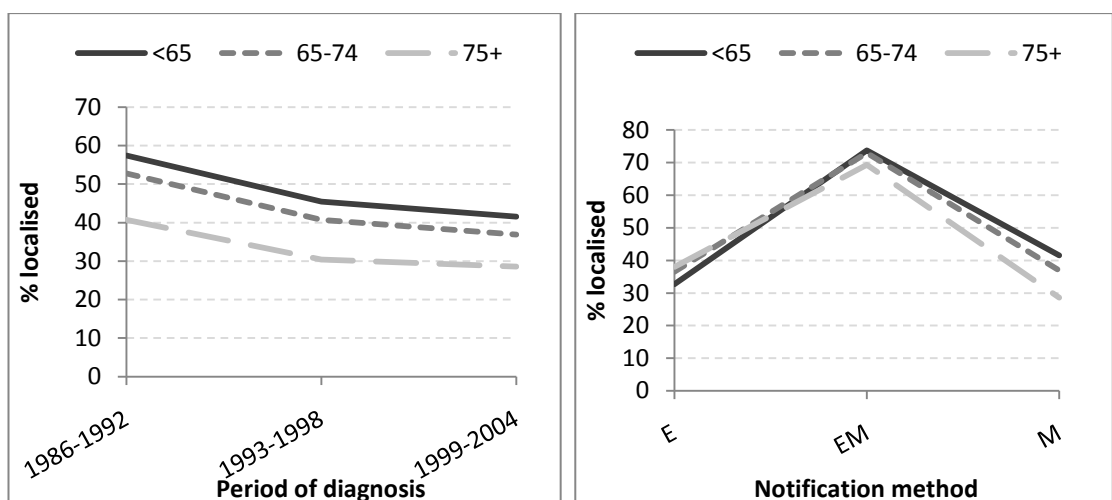 <65 65-74 75+
70
60
50
40
30
20
10
0
% localised
1986-1992
1993-1998
1999-2004
Period of diagnosis
<65 65-74 75+
80
70
60
50
40
30
20
10
0
% localised
E
EM
M
Notification method